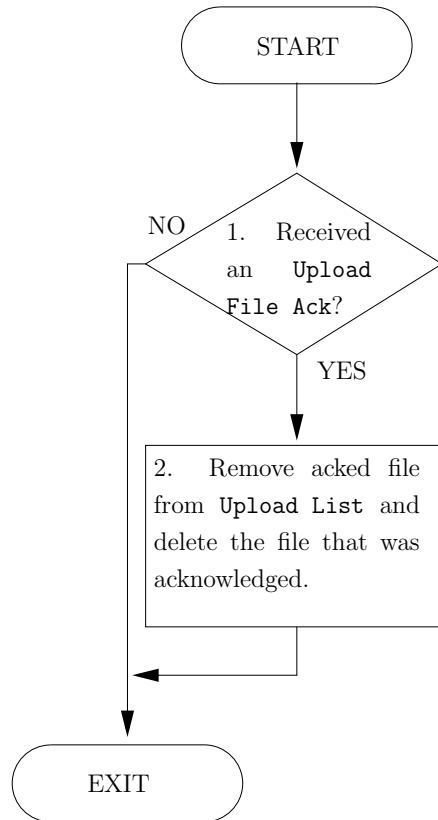 START
NO
1. Received
an Upload
File Ack?
YES
2. Remove acked file
from Upload List and
delete the file that was
acknowledged.
EXIT